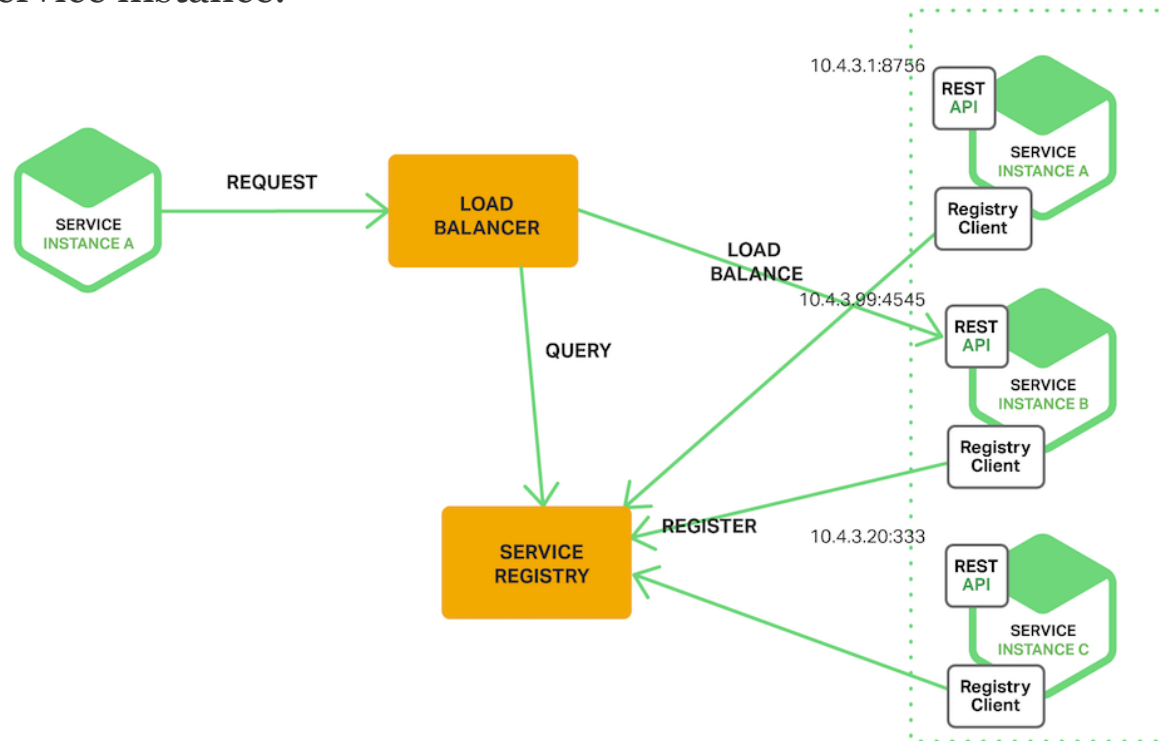 ervice instance.
10.4.3.1:8756
REST
API
SERVICE
INSTANCE A
Registry
Client
REQUEST
SERVICE
INSTANCE A
LOAD
BALANCER
LOAD
BALANCE
10.4.3.99:4545
REST
API
SERVICE
INSTANCE B
Registry
Client
QUERY
REGISTER
SERVICE
REGISTRY
10.4.3.20:333
REST
API
SERVICE
INSTANCE C
Registry
Client